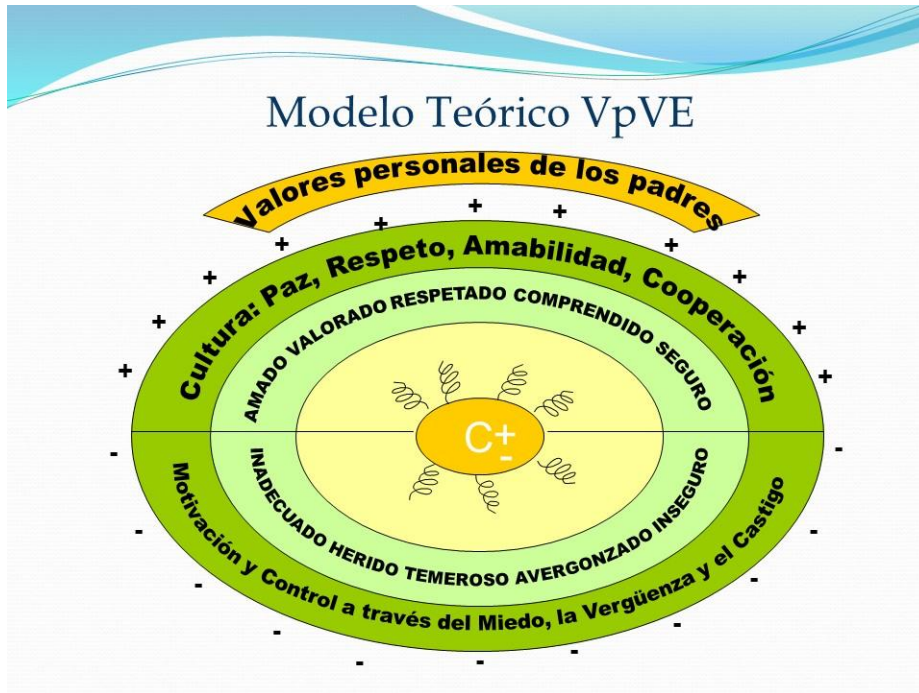 Modelo Teórico VpVE
Valores personales de los padres
+ + + + + + + + + + + +
Cultura: Paz, Respeto, Amabilidad, Cooperación
AMADO VALORADO RESPETADO COMPRENDIDO SEGURO
C+
-
INADECUADO HERIDO TEMEROSO AVERGONZADO INSEGURO
Motivación y Control a través del Miedo, la Vergüenza y el Castigo
- - - - - - - - - - - -